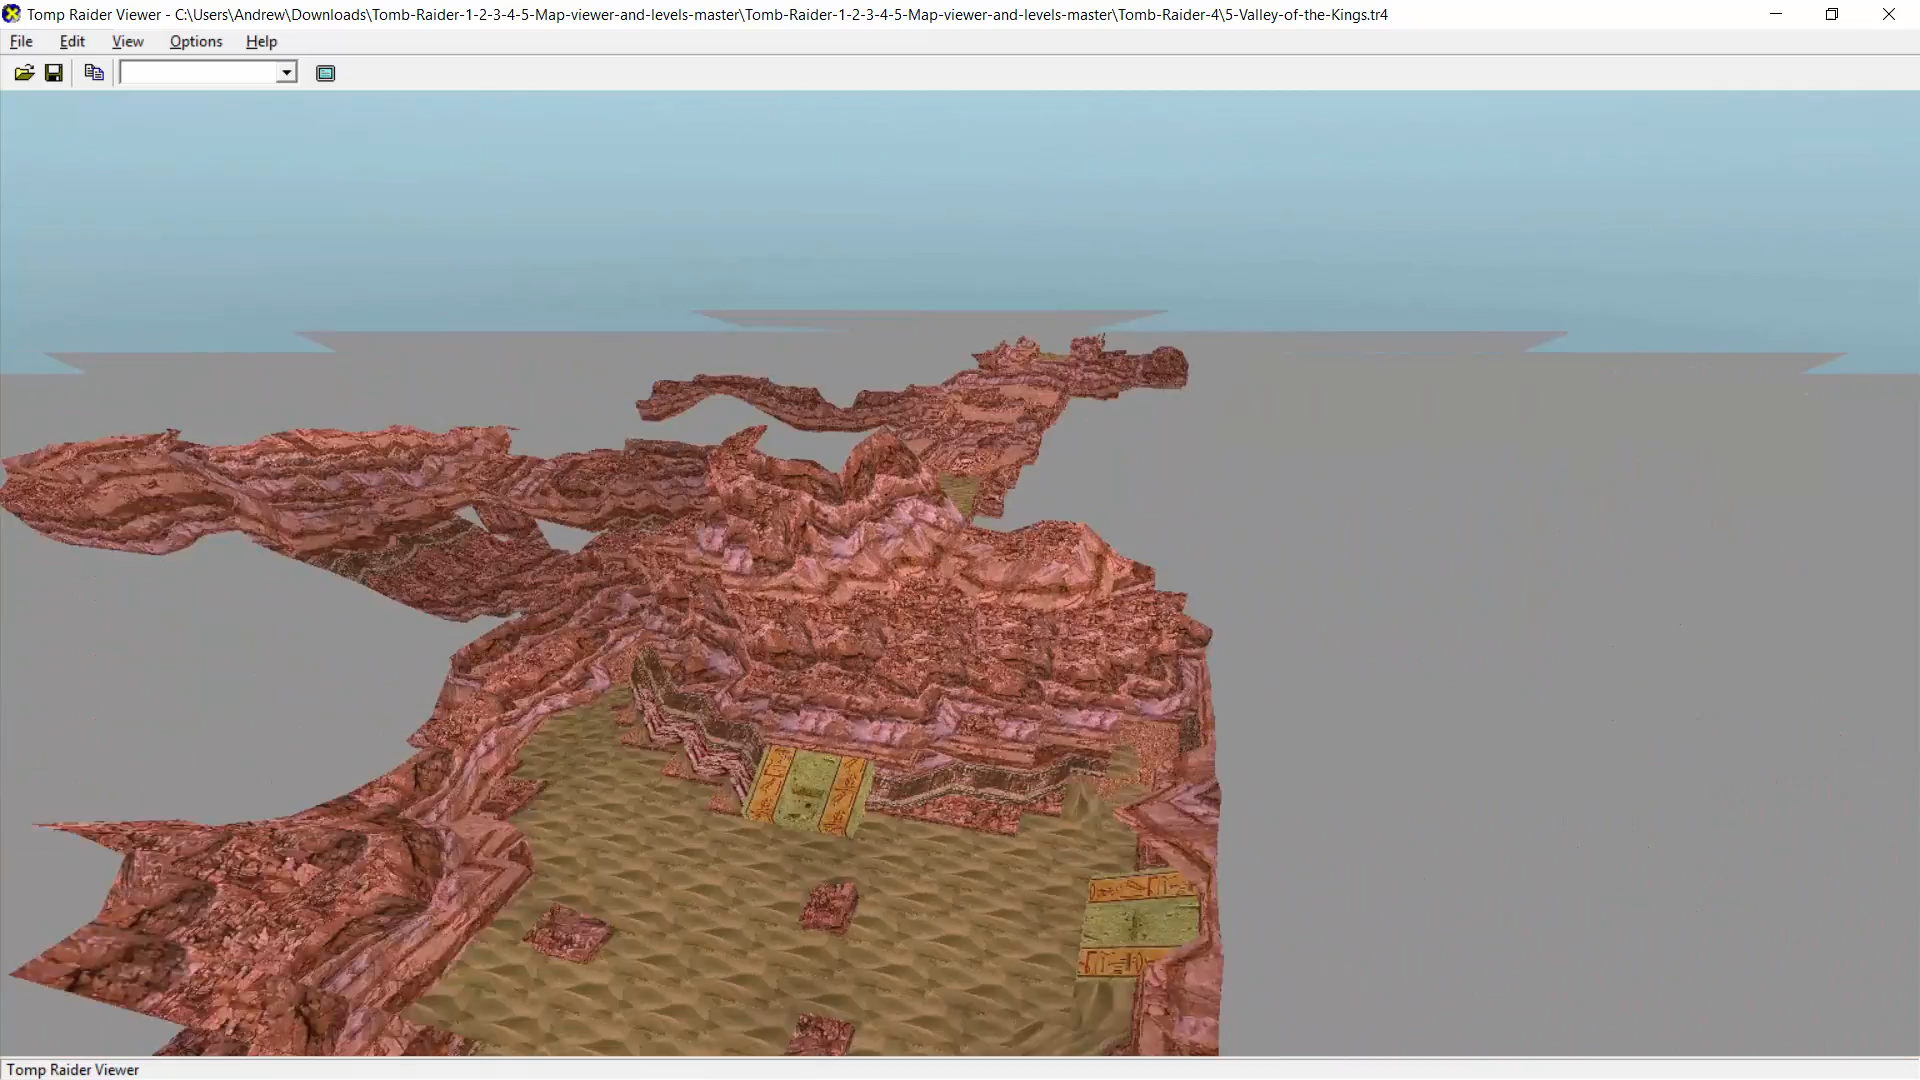 Tomp Raider Viewer - C:\Users\Andrew\Downloads\Tomb-Raider-1-2-3-4-5-Map-viewer-and-levels-master\Tomb-Raider-1-2-3-4-5-Map-viewer-and-levels-master\Tomb-Raider-4\5-Valley-of-the-Kings.tr4
File Edit View Options Help
Tomp Raider Viewer